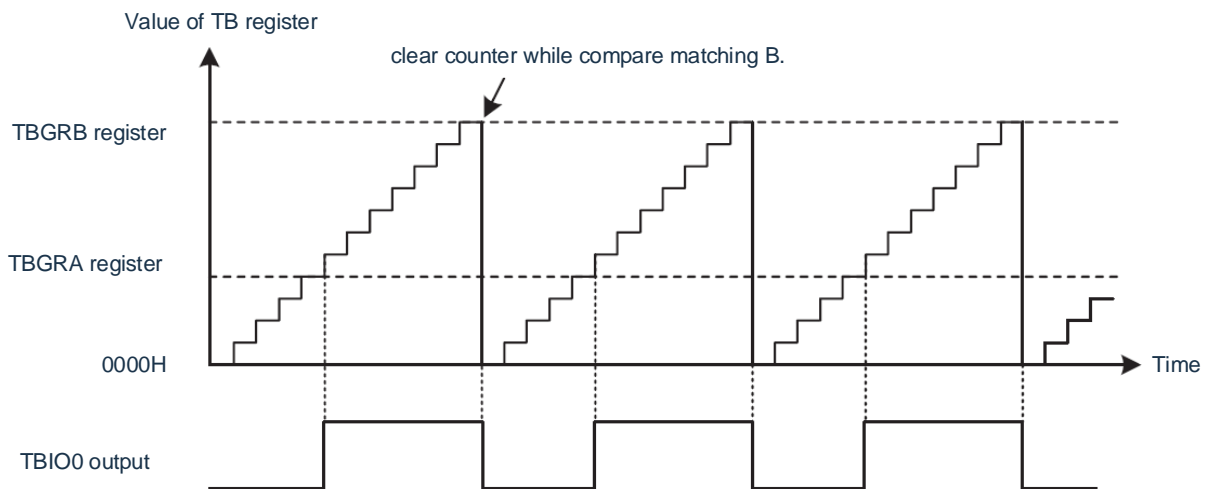 Value of TB register
clear counter while compare matching B.
TBGRB register
TBGRA register
0000H
Time
TBIO0 output